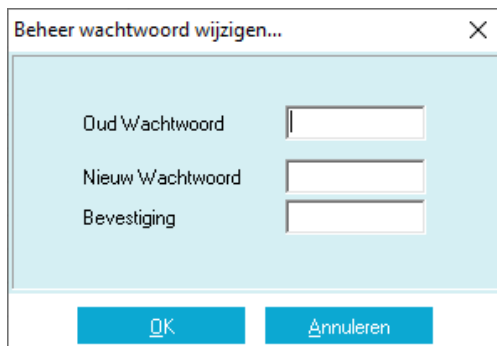 Beheer wachtwoord wijzigen...
Oud Wachtwoord
Nieuw Wachtwoord
Bevestiging
OK Annuleren